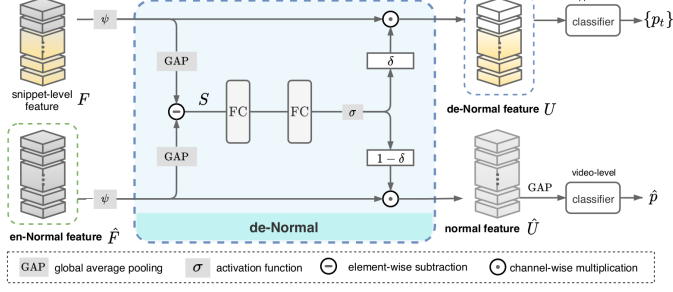 ψ
GAP
S
FC
FC
σ
δ
classifier
{p_t}
snippet-level
feature F
de-Normal feature U
GAP
1 − δ
video-level
GAP
classifier
p̂
ψ
en-Normal feature F̂
de-Normal
normal feature Û
GAP global average pooling
σ activation function
element-wise subtraction
channel-wise multiplication